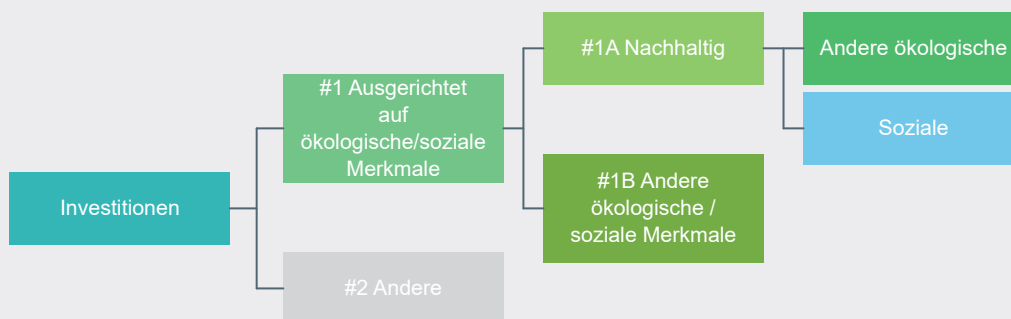 Investitionen
#1 Ausgerichtet
auf
ökologische/soziale
Merkmale
#2 Andere
#1A Nachhaltig
#1B Andere
ökologische /
soziale Merkmale
Andere ökologische
Soziale